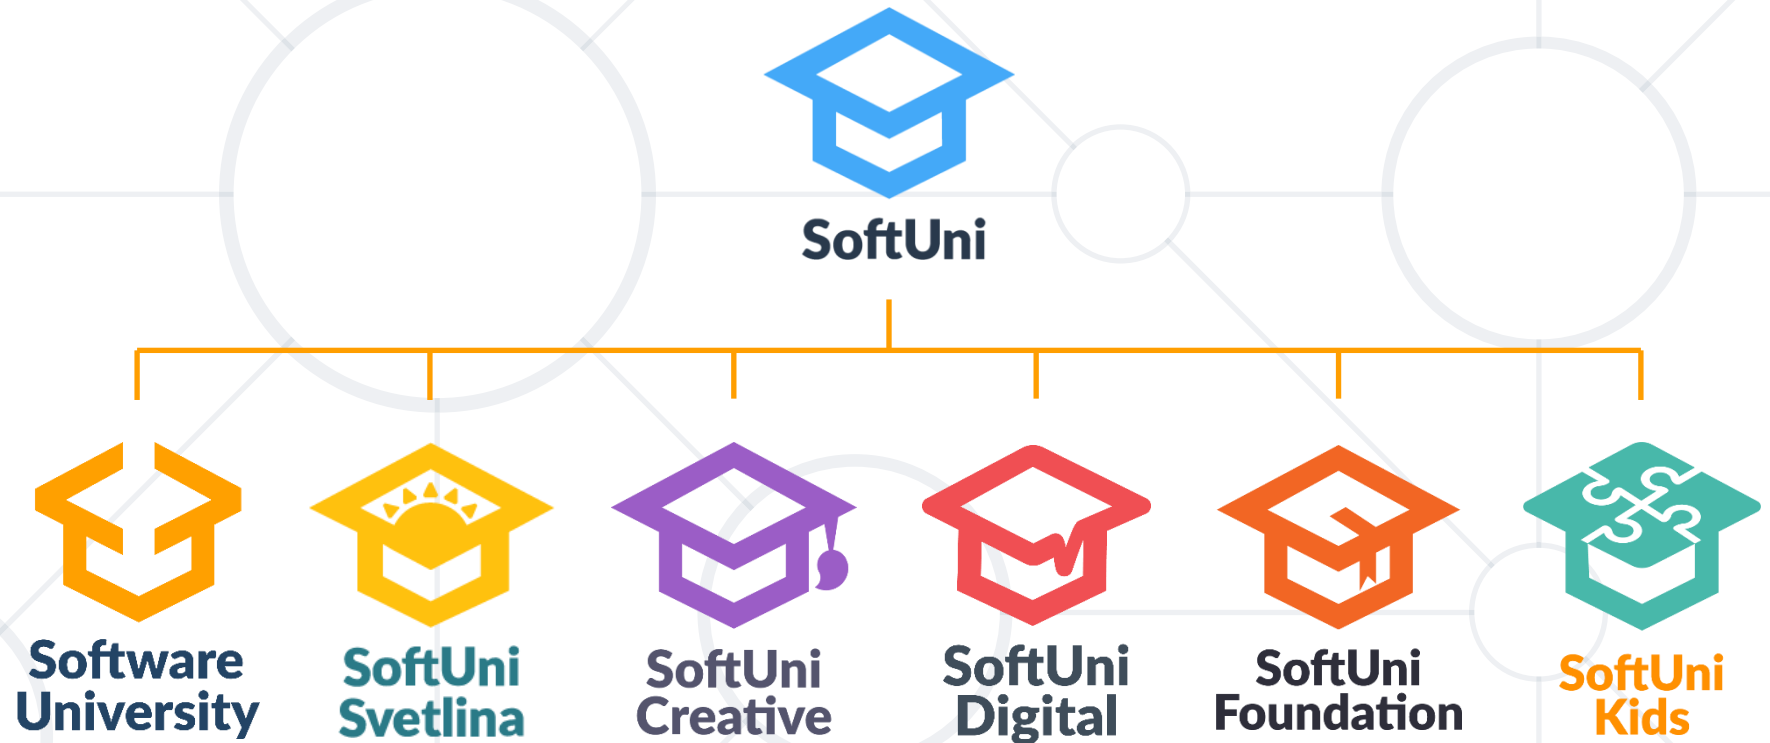 SoftUni
Software
University
SoftUni
Svetlina
SoftUni
Creative
SoftUni
Digital
SoftUni
Foundation
SoftUni
Kids